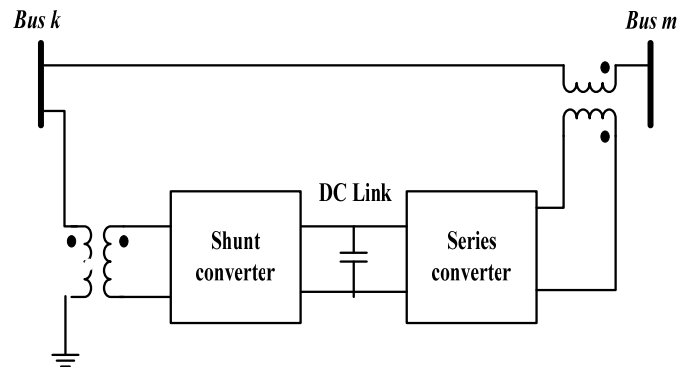 Bus k
Bus m
DC Link
Shunt
converter
Series
converter